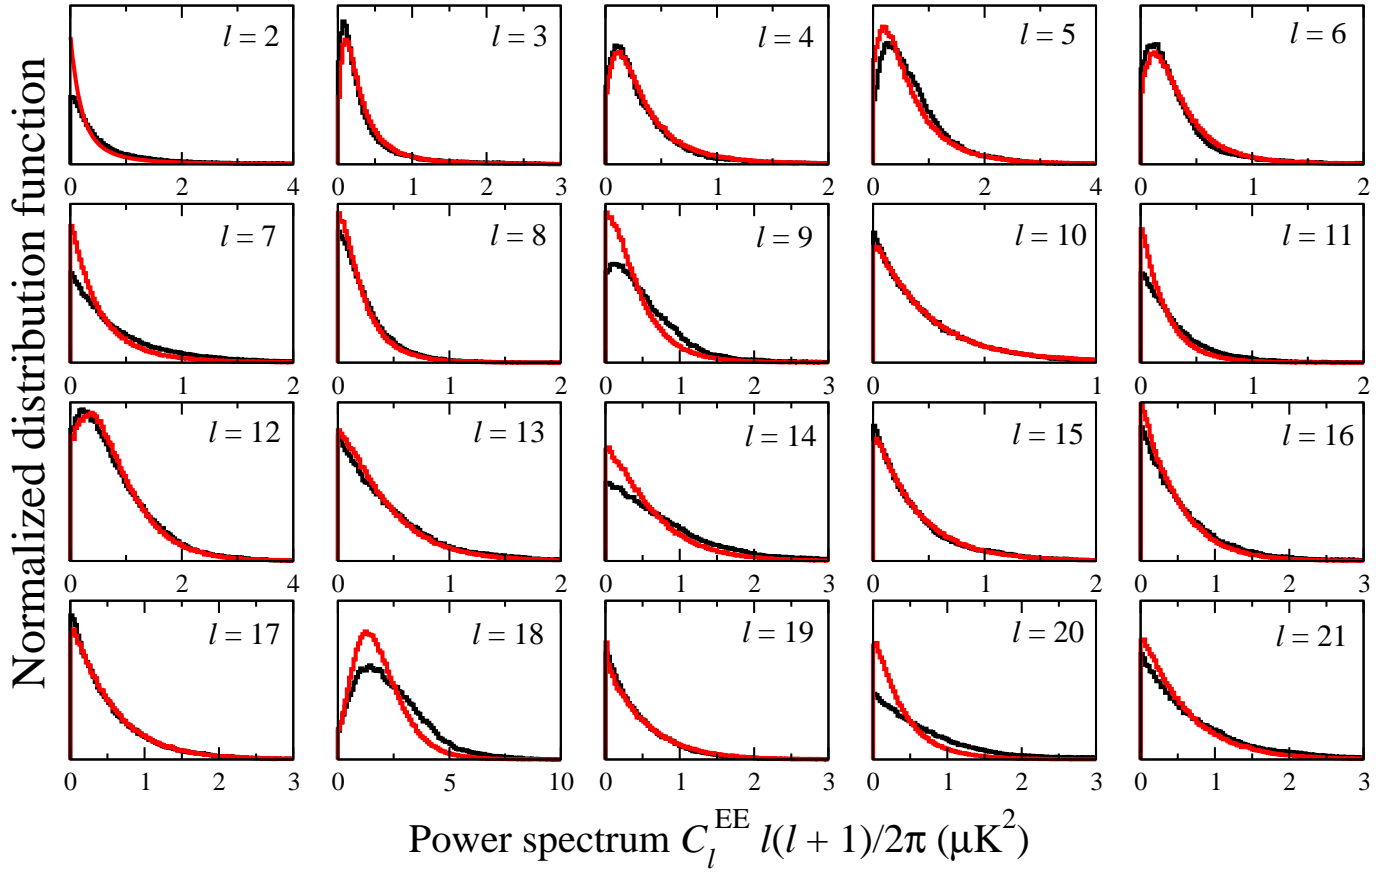 Normalized distribution function
l = 2
l = 3
l = 4
l = 5
l = 6
0 2 4
0 1 2 3
0 1 2
0 2 4
0 1 2
l = 7
l = 8
l = 9
l = 10
l = 11
0 1 2
0 1 2
0 1 2 3
0 1
0 1 2
l = 12
l = 13
l = 14
l = 15
l = 16
0 2 4
0 1 2
0 1 2 3
0 1 2
0 1 2 3
l = 17
l = 18
l = 19
l = 20
l = 21
0 1 2 3
0 5 10
0 1 2 3
0 1 2 3
0 1 2 3
Power spectrum C_l^EE l(l + 1)/2π (μK²)